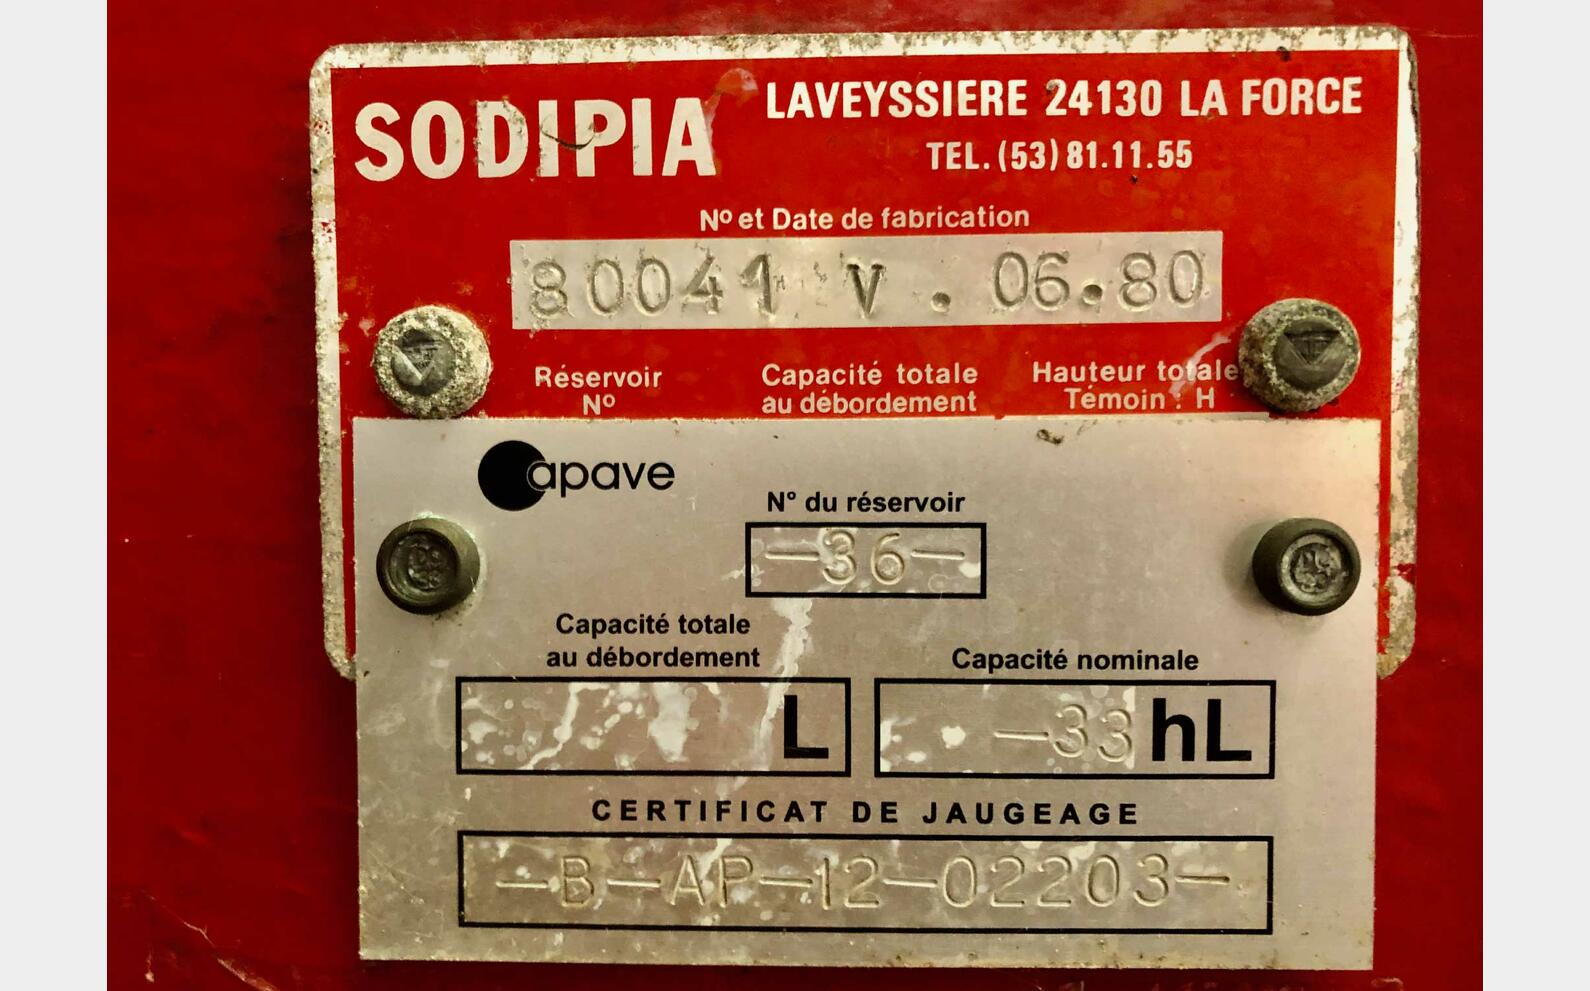 SODIPIA
LAVEYSSIERE 24130 LA FORCE
TEL. (53) 81.11.55
Nº et Date de fabrication
80041 V . 06.80
Réservoir
Nº
Capacité totale
au débordement
Hauteur totale
Témoin : H
apave
N° du réservoir
-36-
Capacité totale
au débordement
L
Capacité nominale
-33 hL
CERTIFICAT DE JAUGEAGE
-B-AP-12-02203-